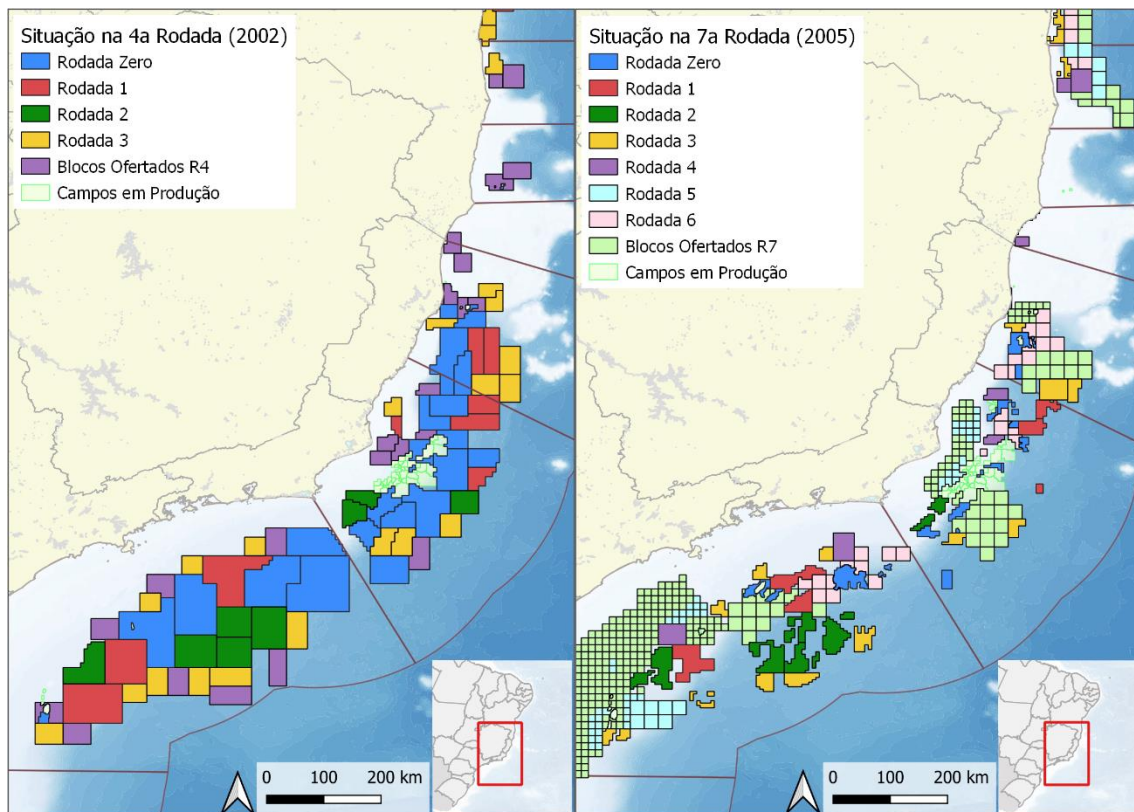 Situação na 4a Rodada (2002)
Rodada Zero
Rodada 1
Rodada 2
Rodada 3
Blocos Ofertados R4
Campos em Produção
0 100 200 km
Situação na 7a Rodada (2005)
Rodada Zero
Rodada 1
Rodada 2
Rodada 3
Rodada 4
Rodada 5
Rodada 6
Blocos Ofertados R7
Campos em Produção
0 100 200 km